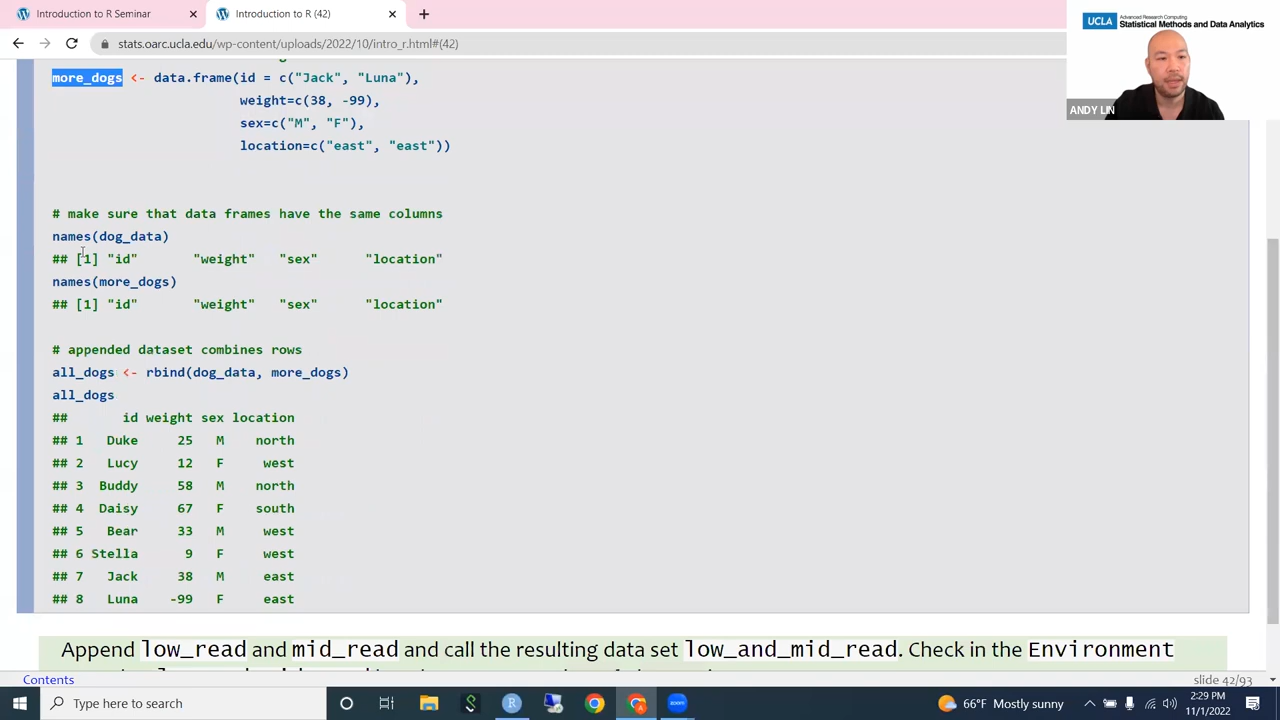 Introduction to R Seminar
Introduction to R (42)
stats.oarc.ucla.edu/wp-content/uploads/2022/10/intro_r.html#(42)
UCLA Advanced Research Computing
Statistical Methods and Data Analytics
ANDY LIN
more_dogs <- data.frame(id = c("Jack", "Luna"),
weight=c(38, -99),
sex=c("M", "F"),
location=c("east", "east"))
# make sure that data frames have the same columns
names(dog_data)
## [1] "id" "weight" "sex" "location"
names(more_dogs)
## [1] "id" "weight" "sex" "location"
# appended dataset combines rows
all_dogs <- rbind(dog_data, more_dogs)
all_dogs
## id weight sex location
## 1 Duke 25 M north
## 2 Lucy 12 F west
## 3 Buddy 58 M north
## 4 Daisy 67 F south
## 5 Bear 33 M west
## 6 Stella 9 F west
## 7 Jack 38 M east
## 8 Luna -99 F east
Append low_read and mid_read and call the resulting data set low_and_mid_read. Check in the Environment
Contents
slide 42/93
Type here to search
66°F Mostly sunny
2:29 PM
11/1/2022